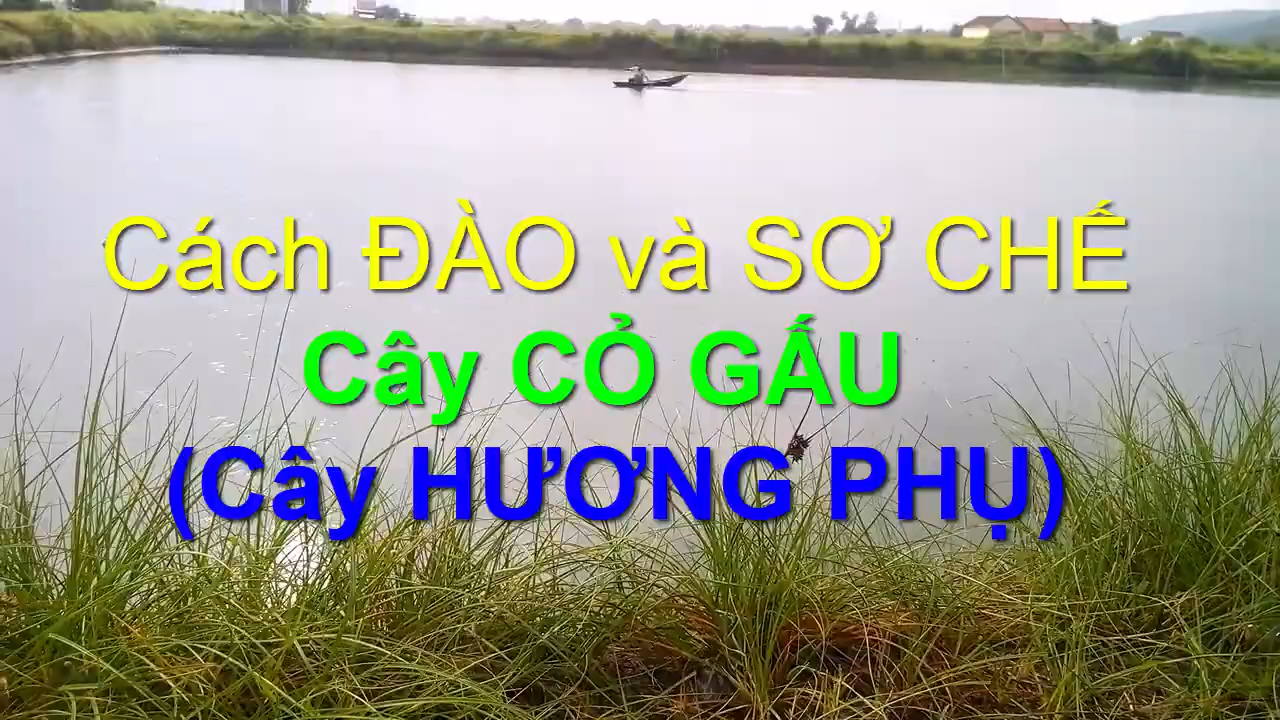 Cách ĐÀO và SƠ CHẾ
Cây CỎ GẤU
(Cây HƯƠNG PHỤ)